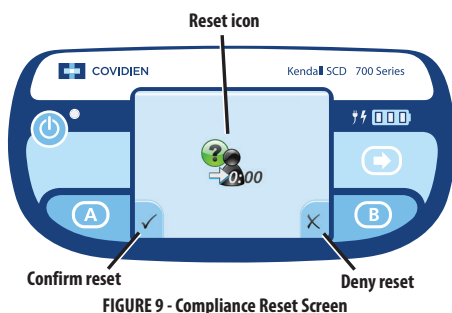 Reset icon
COVIDIEN
Kendall SCD 700 Series
0:00
A
B
Confirm reset
Deny reset
FIGURE 9 - Compliance Reset Screen